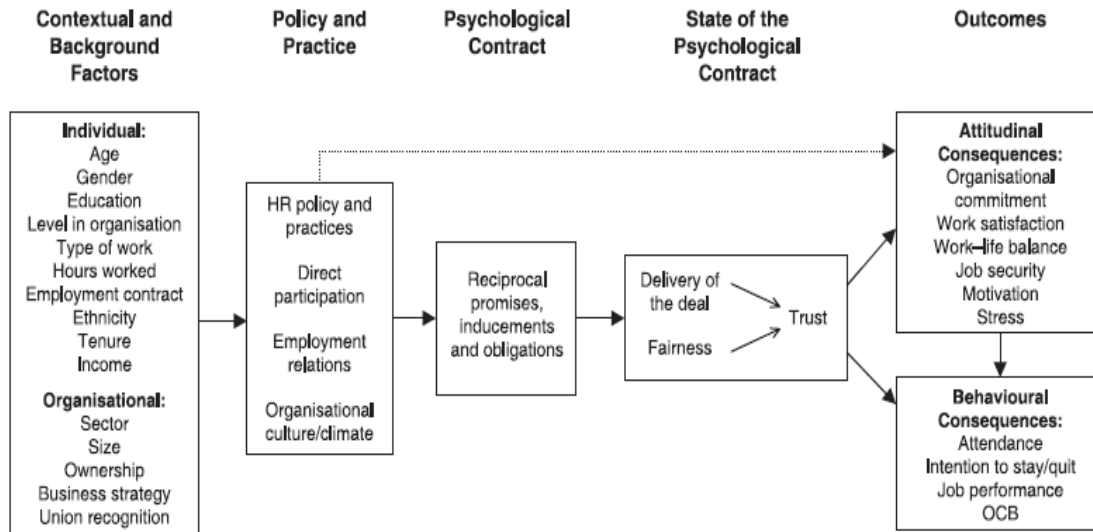 Contextual and
Background
Factors
Policy and
Practice
Psychological
Contract
State of the
Psychological
Contract
Outcomes
Individual:
Age
Gender
Education
Level in organisation
Type of work
Hours worked
Employment contract
Ethnicity
Tenure
Income
Organisational:
Sector
Size
Ownership
Business strategy
Union recognition
HR policy and
practices
Direct
participation
Employment
relations
Organisational
culture/climate
Reciprocal
promises,
inducements
and obligations
Delivery of
the deal
Fairness
Trust
Attitudinal
Consequences:
Organisational
commitment
Work satisfaction
Work–life balance
Job security
Motivation
Stress
Behavioural
Consequences:
Attendance
Intention to stay/quit
Job performance
OCB